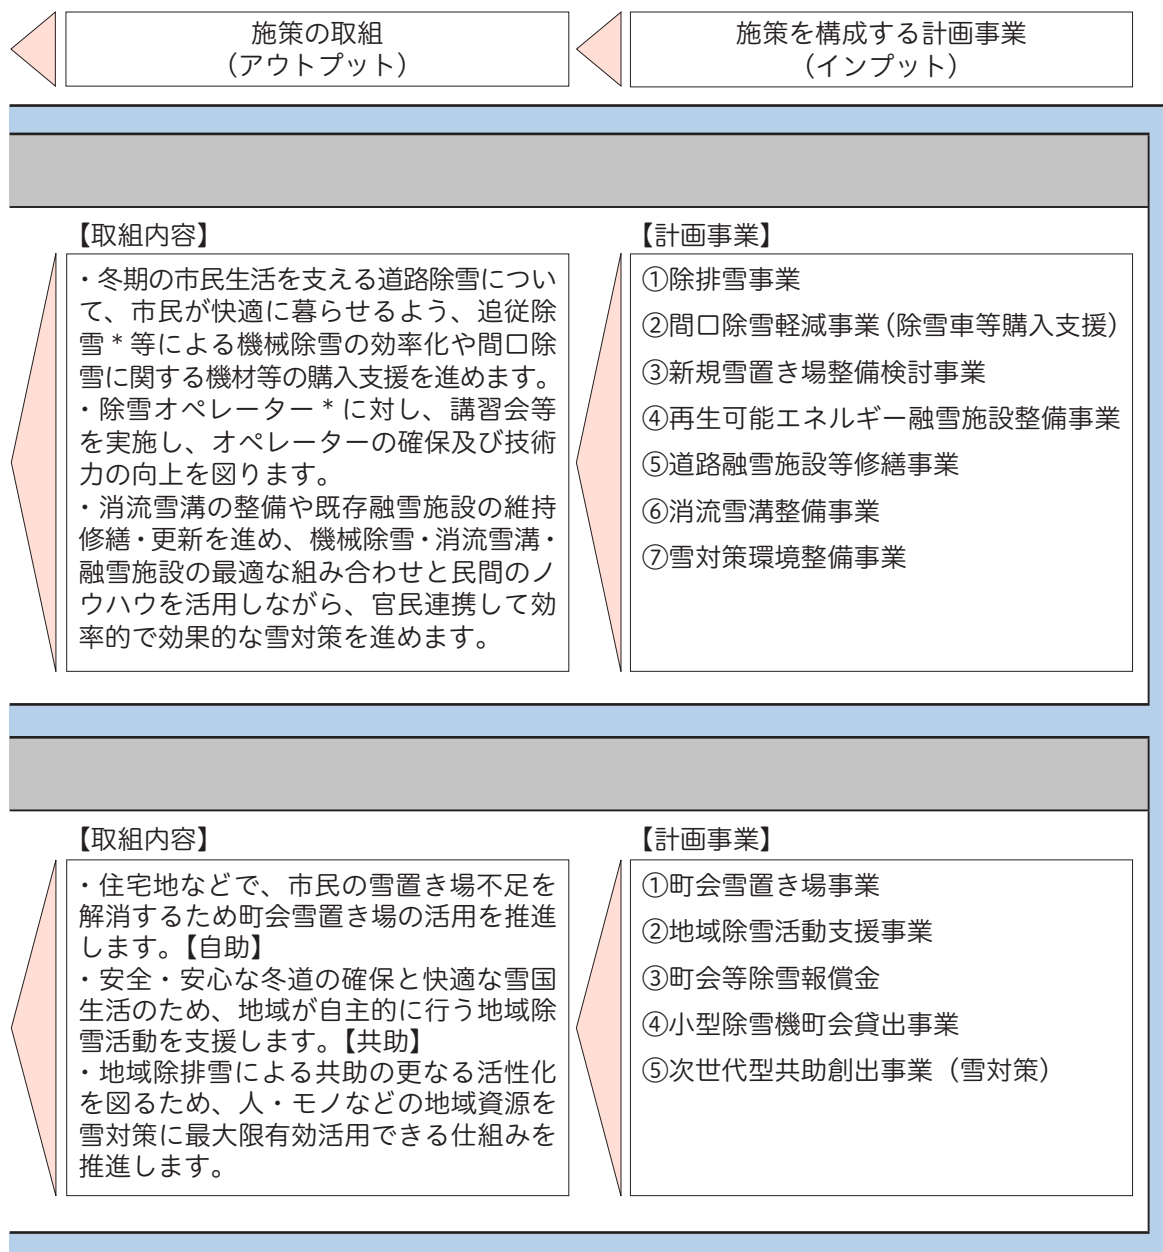 施策の取組
（アウトプット）
施策を構成する計画事業
（インプット）
【取組内容】
・冬期の市民生活を支える道路除雪につい
て、市民が快適に暮らせるよう、追従除
雪＊等による機械除雪の効率化や間口除
雪に関する機材等の購入支援を進めます。
・除雪オペレーター＊に対し、講習会等
を実施し、オペレーターの確保及び技術
力の向上を図ります。
・消流雪溝の整備や既存融雪施設の維持
修繕・更新を進め、機械除雪・消流雪溝・
融雪施設の最適な組み合わせと民間のノ
ウハウを活用しながら、官民連携して効
率的で効果的な雪対策を進めます。
【計画事業】
①除排雪事業
②間口除雪軽減事業（除雪車等購入支援）
③新規雪置き場整備検討事業
④再生可能エネルギー融雪施設整備事業
⑤道路融雪施設等修繕事業
⑥消流雪溝整備事業
⑦雪対策環境整備事業
【取組内容】
・住宅地などで、市民の雪置き場不足を
解消するため町会雪置き場の活用を推進
します。【自助】
・安全・安心な冬道の確保と快適な雪国
生活のため、地域が自主的に行う地域除
雪活動を支援します。【共助】
・地域除排雪による共助の更なる活性化
を図るため、人・モノなどの地域資源を
雪対策に最大限有効活用できる仕組みを
推進します。
【計画事業】
①町会雪置き場事業
②地域除雪活動支援事業
③町会等除雪報償金
④小型除雪機町会貸出事業
⑤次世代型共助創出事業（雪対策）